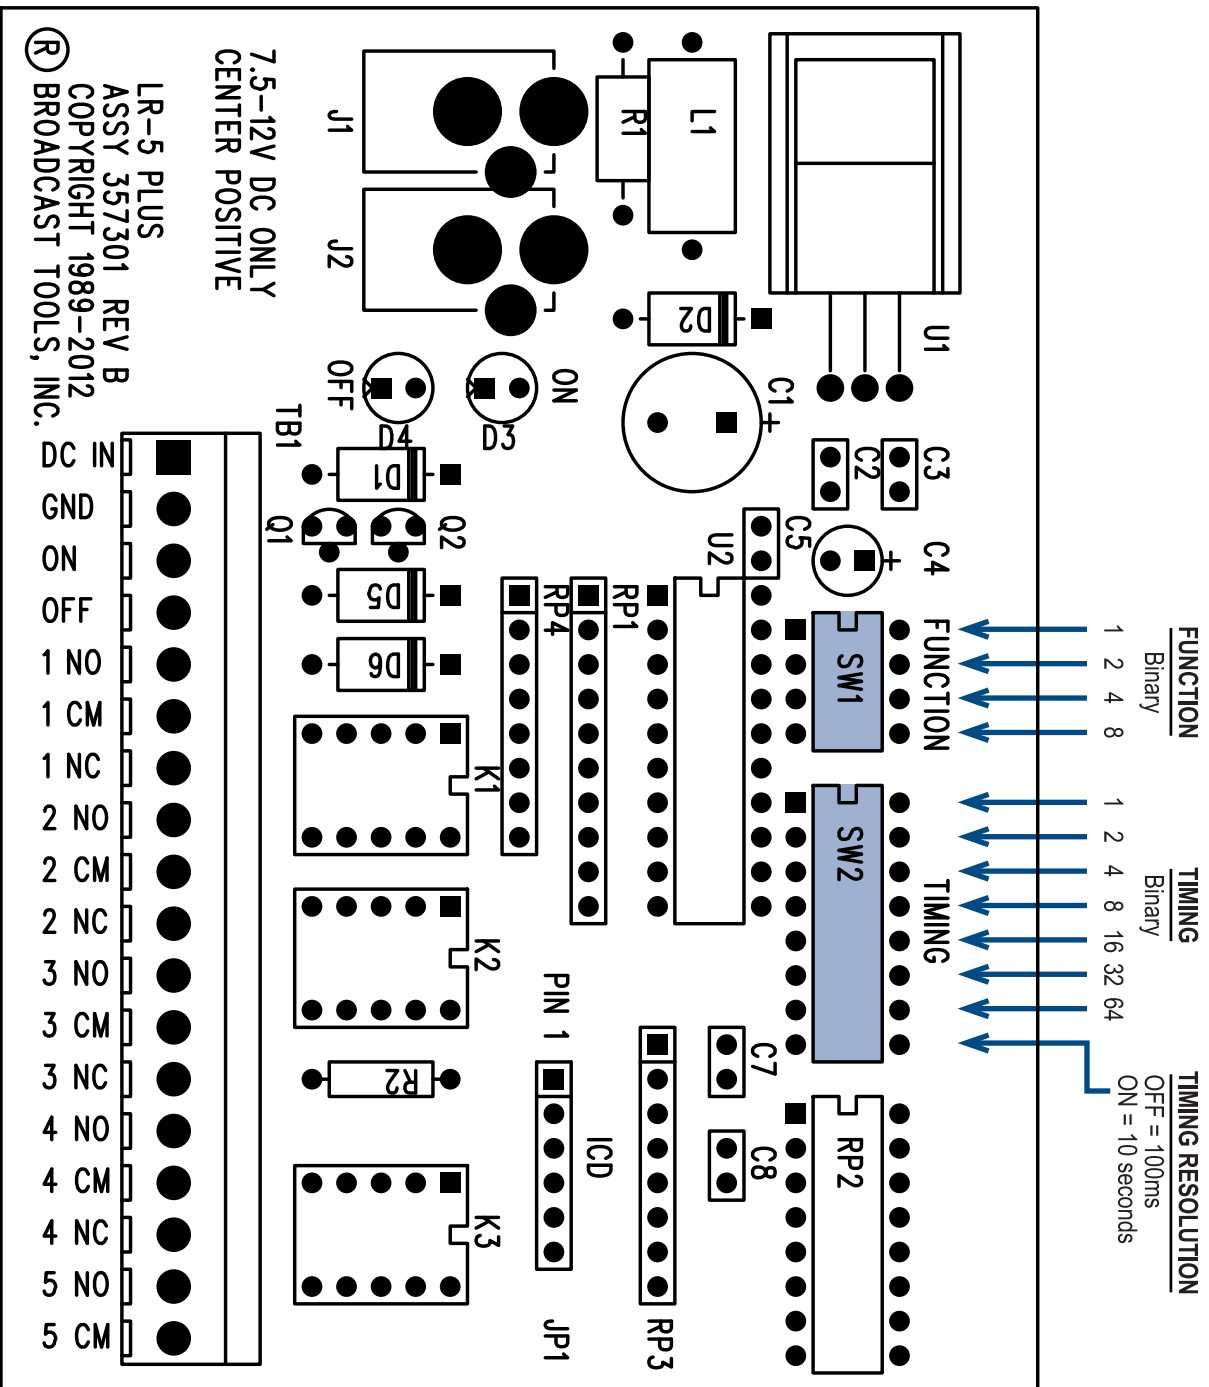 7.5-12V DC ONLY
CENTER POSITIVE
LR-5 PLUS
ASSY 357301 REV B
COPYRIGHT 1989-2012
® BROADCAST TOOLS, INC.
J1
J2
R1
L1
D2
U1
C1
C2
C3
C4
C5
OFF
ON
D4
D3
TB1
D1
Q1
Q2
D5
D6
U2
RP4
RP1
SW1
FUNCTION
SW2
TIMING
K1
K2
K3
R2
PIN 1
ICD
JP1
RP3
C7
C8
RP2
DC IN
GND
ON
OFF
1 NO
1 CM
1 NC
2 NO
2 CM
2 NC
3 NO
3 CM
3 NC
4 NO
4 CM
4 NC
5 NO
5 CM
FUNCTION
Binary
1 2 4 8
TIMING
Binary
1 2 4 8 16 32 64
TIMING RESOLUTION
OFF = 100ms
ON = 10 seconds